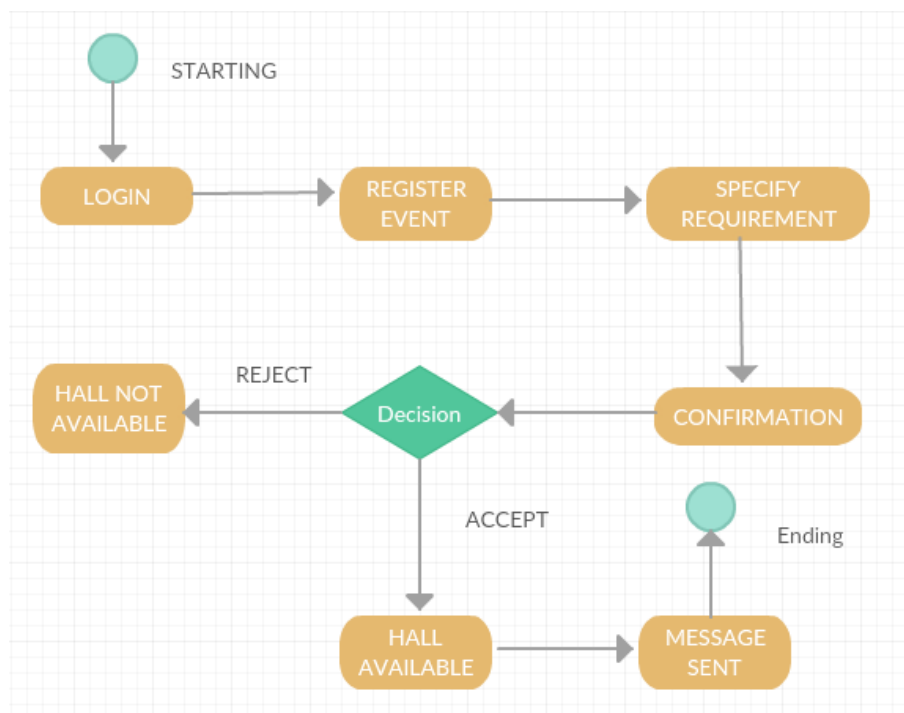 STARTING
LOGIN
REGISTER
EVENT
SPECIFY
REQUIREMENT
REJECT
HALL NOT
AVAILABLE
Decision
CONFIRMATION
ACCEPT
Ending
HALL
AVAILABLE
MESSAGE
SENT